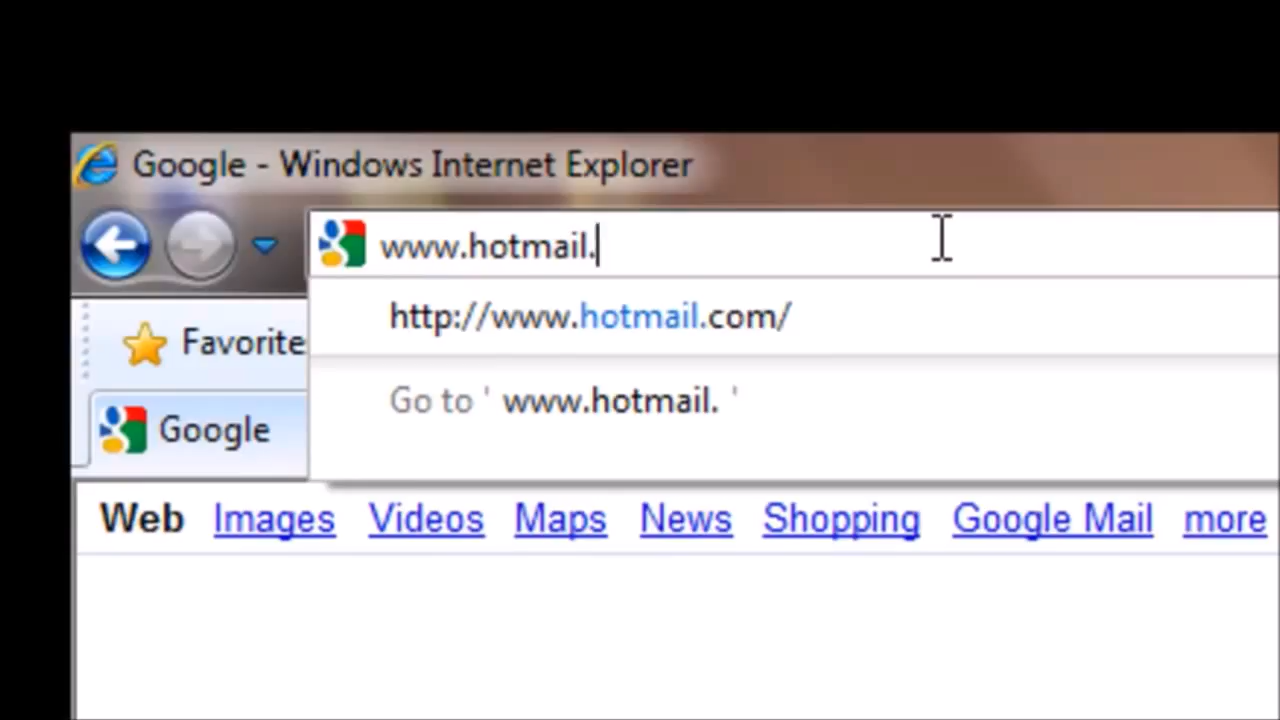 Google - Windows Internet Explorer
www.hotmail.
http://www.hotmail.com/
Favorite
Go to ' www.hotmail. '
Google
Web Images Videos Maps News Shopping Google Mail more